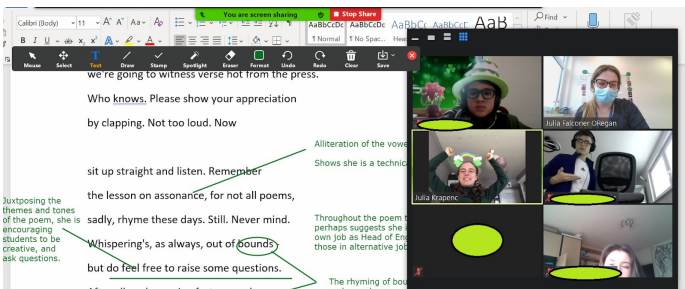 You are screen sharing
Stop Share
Calibri (Body)
11
Find
AaBbCcDc AaBbCcDc AaBbCc AaBbCcC AaB
¶ Normal
¶ No Spac...
Mouse
Select
Text
Draw
Stamp
Spotlight
Eraser
Format
Undo
Redo
Clear
Save
we're going to witness verse hot from the press.
Who knows. Please show your appreciation
by clapping. Not too loud. Now
sit up straight and listen. Remember
the lesson on assonance, for not all poems,
sadly, rhyme these days. Still. Never mind.
Whispering's, as always, out of bounds -
but do feel free to raise some questions.
Juxtposing the
themes and tones
of the poem, she is
encouraging
students to be
creative, and
ask questions.
Alliteration of the vowe
Shows she is a technica
Throughout the poem t
perhaps suggests she i
own job as Head of Eng
those in alternative job
The rhyming of bou
Julia Falconer ORegan
Julia Krapenc